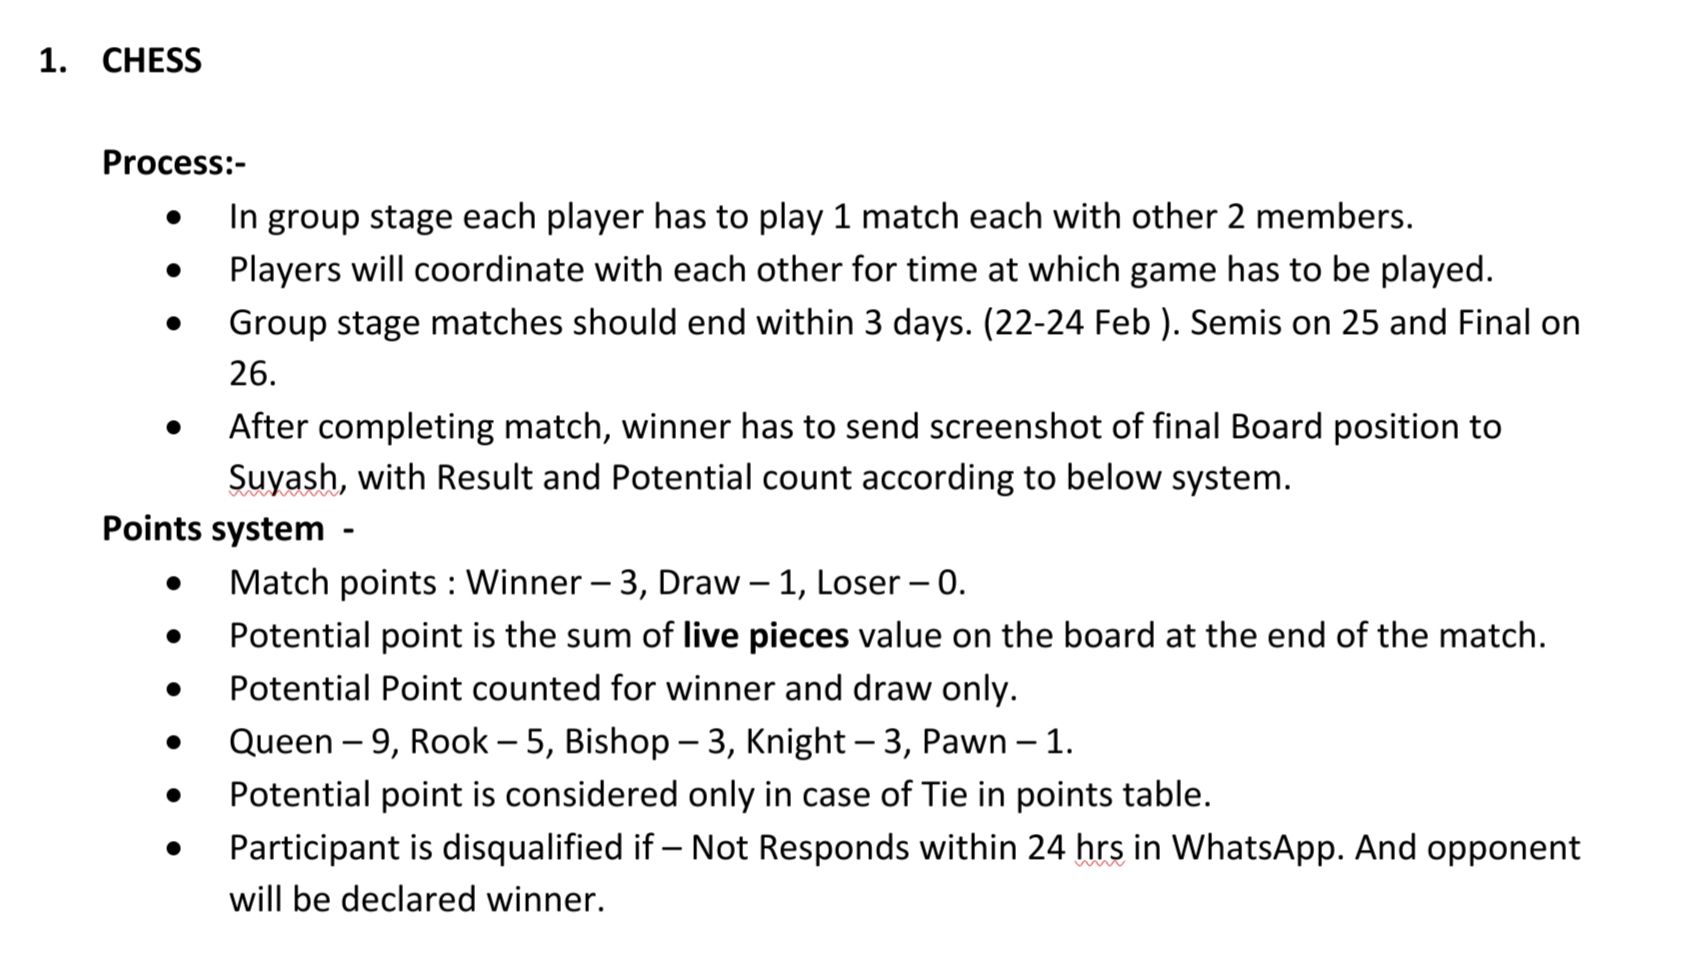 1. CHESS
Process:-
• In group stage each player has to play 1 match each with other 2 members.
• Players will coordinate with each other for time at which game has to be played.
• Group stage matches should end within 3 days. (22-24 Feb ). Semis on 25 and Final on
26.
• After completing match, winner has to send screenshot of final Board position to
Suyash, with Result and Potential count according to below system.
Points system -
• Match points : Winner – 3, Draw – 1, Loser – 0.
• Potential point is the sum of live pieces value on the board at the end of the match.
• Potential Point counted for winner and draw only.
• Queen – 9, Rook – 5, Bishop – 3, Knight – 3, Pawn – 1.
• Potential point is considered only in case of Tie in points table.
• Participant is disqualified if – Not Responds within 24 hrs in WhatsApp. And opponent
will be declared winner.